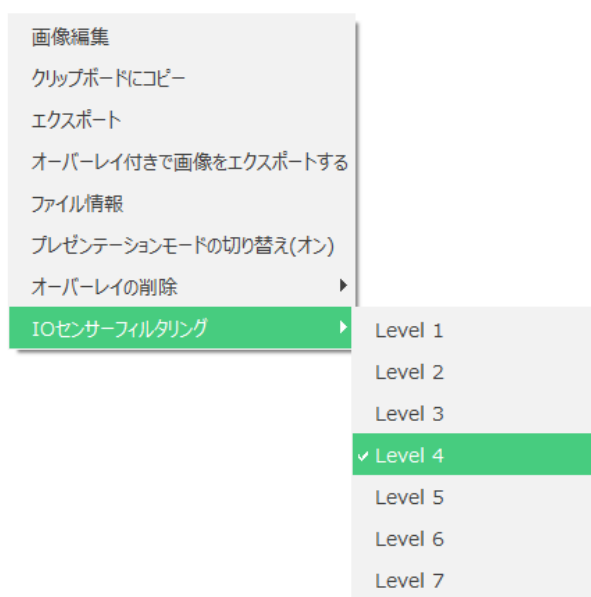 画像編集
クリップボードにコピー
エクスポート
オーバーレイ付きで画像をエクスポートする
ファイル情報
プレゼンテーションモードの切り替え(オン)
オーバーレイの削除
IOセンサーフィルタリング
Level 1
Level 2
Level 3
Level 4
Level 5
Level 6
Level 7